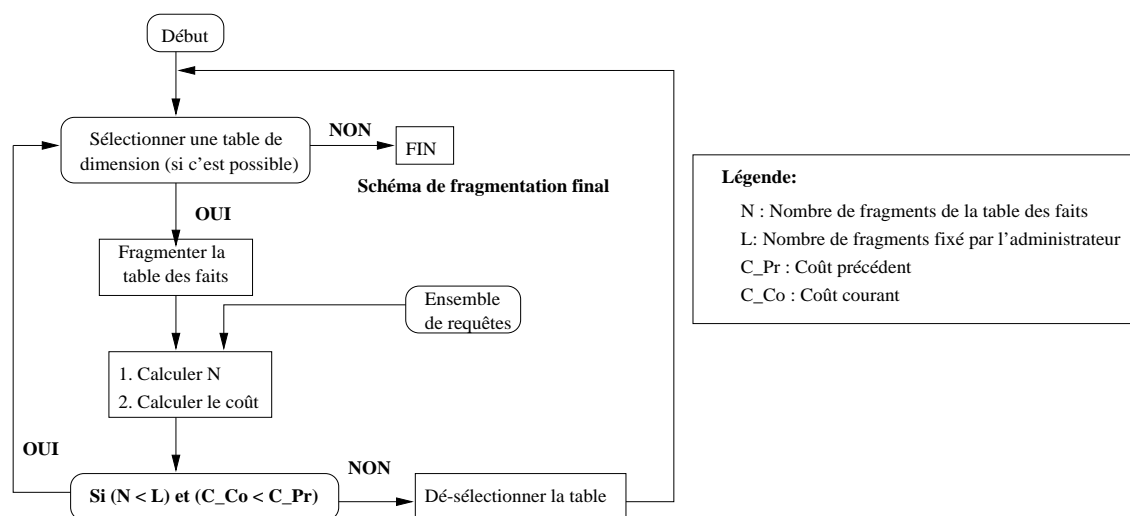 Début
Sélectionner une table de
dimension (si c'est possible)
NON
FIN
Schéma de fragmentation final
OUI
Fragmenter la
table des faits
Ensemble
de requêtes
1. Calculer N
2. Calculer le coût
OUI
Si (N < L) et (C_Co < C_Pr)
NON
Dé-sélectionner la table
Légende:
N : Nombre de fragments de la table des faits
L: Nombre de fragments fixé par l'administrateur
C_Pr : Coût précédent
C_Co : Coût courant